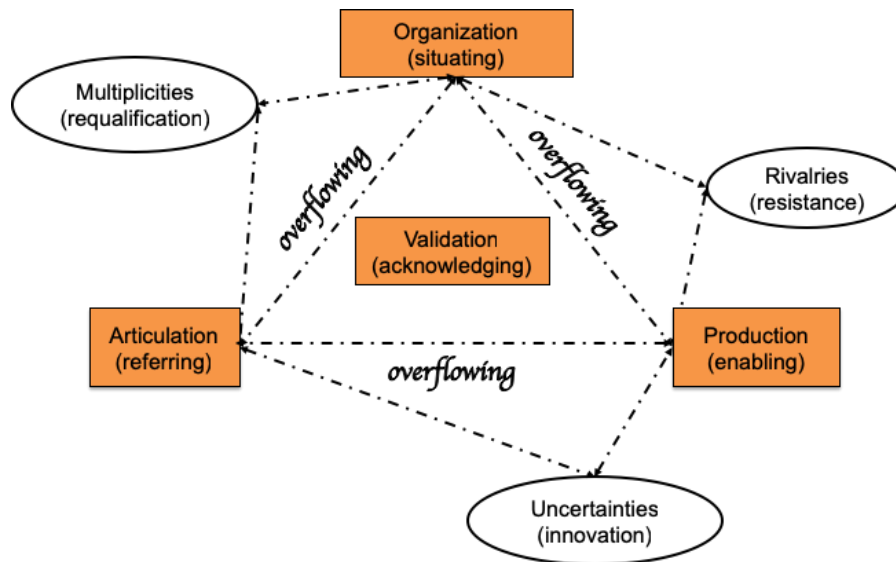 Organization
(situating)
Multiplicities
(requalification)
overflowing
overflowing
Rivalries
(resistance)
Validation
(acknowledging)
Articulation
(referring)
Production
(enabling)
overflowing
Uncertainties
(innovation)